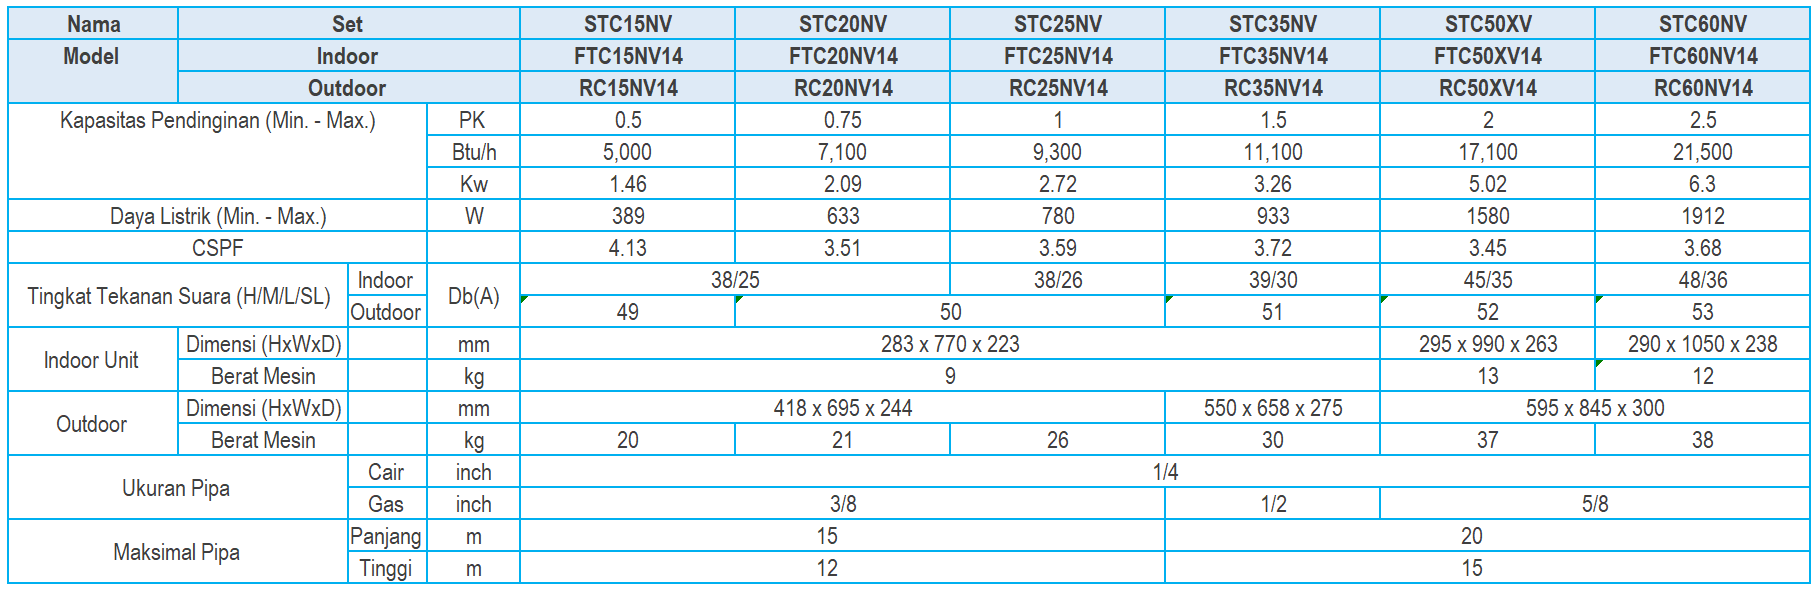 Nama Set STC15NV STC20NV STC25NV STC35NV STC50XV STC60NV
Model Indoor FTC15NV14 FTC20NV14 FTC25NV14 FTC35NV14 FTC50XV14 FTC60NV14
Outdoor RC15NV14 RC20NV14 RC25NV14 RC35NV14 RC50XV14 RC60NV14
Kapasitas Pendinginan (Min. - Max.) PK 0.5 0.75 1 1.5 2 2.5
Btu/h 5,000 7,100 9,300 11,100 17,100 21,500
Kw 1.46 2.09 2.72 3.26 5.02 6.3
Daya Listrik (Min. - Max.) W 389 633 780 933 1580 1912
CSPF 4.13 3.51 3.59 3.72 3.45 3.68
Tingkat Tekanan Suara (H/M/L/SL) Indoor Db(A) 38/25 38/26 39/30 45/35 48/36
Outdoor 49 50 51 52 53
Indoor Unit Dimensi (HxWxD) mm 283 x 770 x 223 295 x 990 x 263 290 x 1050 x 238
Berat Mesin kg 9 13 12
Outdoor Dimensi (HxWxD) mm 418 x 695 x 244 550 x 658 x 275 595 x 845 x 300
Berat Mesin kg 20 21 26 30 37 38
Ukuran Pipa Cair inch 1/4
Gas inch 3/8 1/2 5/8
Maksimal Pipa Panjang m 15 20
Tinggi m 12 15